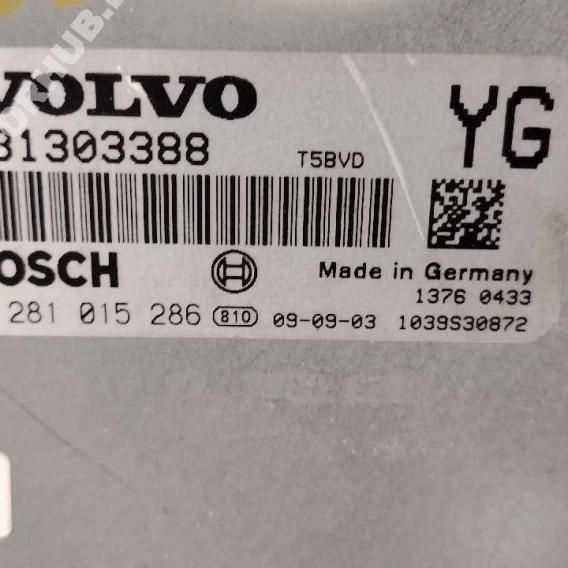 VOLVO
31303388 T5BVD YG
BOSCH
Made in Germany
1376 0433
281 015 286 810 09-09-03 1039S30872